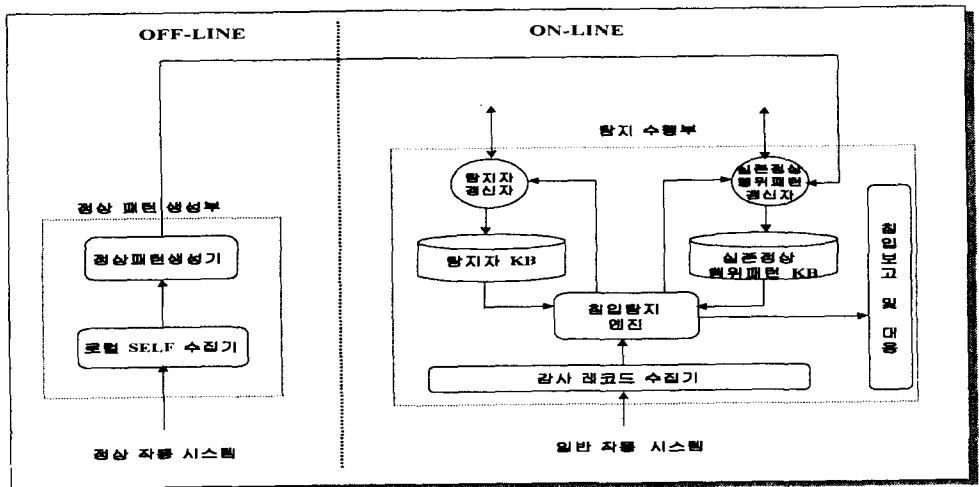 OFF-LINE
ON-LINE
탐지 수행부
탐지자
갱신자
실존정상
행위패턴
갱신자
정상 패턴 생성부
정상패턴생성기
탐지자 KB
실존정상
행위패턴 KB
침입보고 및 대응
침입탐지
엔진
로컬 SELF 수집기
감사 레코드 수집기
정상 작동 시스템
일반 작동 시스템